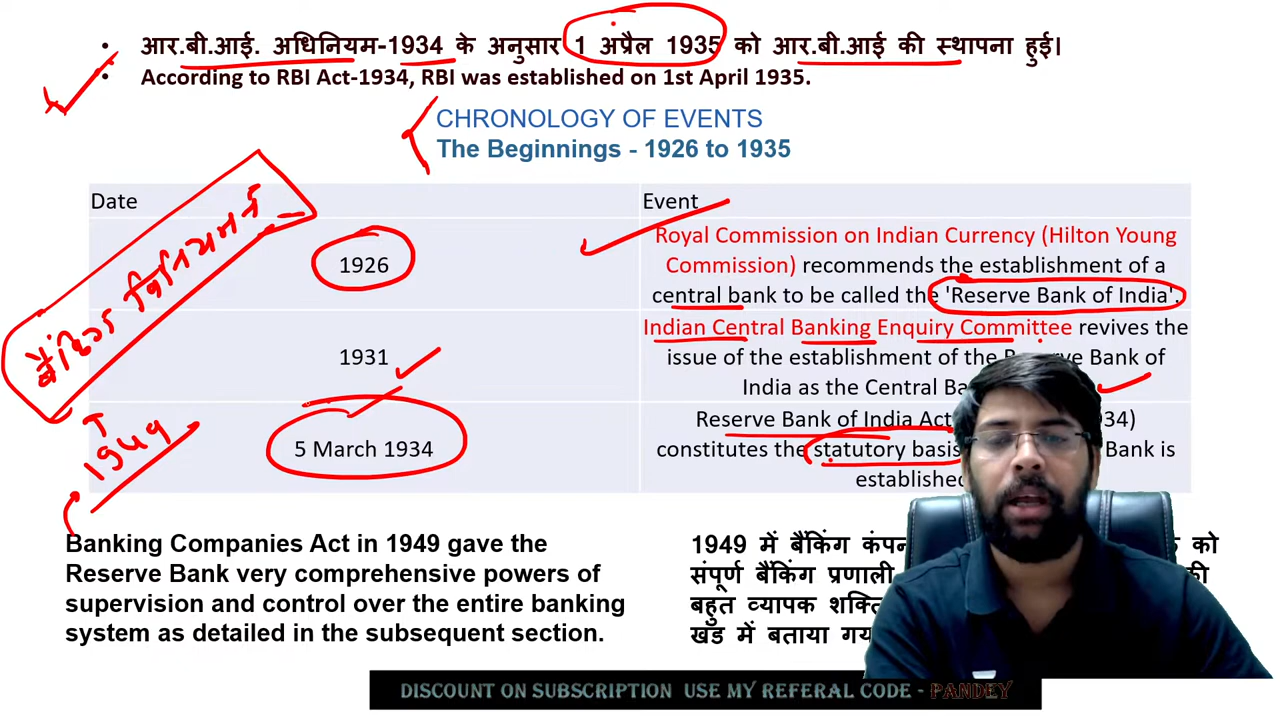 • आर.बी.आई. अधिनियम-1934 के अनुसार 1 अप्रैल 1935 को आर.बी.आई की स्थापना हुई।
• According to RBI Act-1934, RBI was established on 1st April 1935.
CHRONOLOGY OF EVENTS
The Beginnings - 1926 to 1935
Date Event
1926
Royal Commission on Indian Currency (Hilton Young
Commission) recommends the establishment of a
central bank to be called the 'Reserve Bank of India'.
1931
Indian Central Banking Enquiry Committee revives the
issue of the establishment of the Reserve Bank of
India as the Central
5 March 1934
Reserve Bank of India Act 34)
constitutes the statutory basis Bank is
established
1949
Banking Companies Act in 1949 gave the
Reserve Bank very comprehensive powers of
supervision and control over the entire banking
system as detailed in the subsequent section.
1949 में बैंकिंग को
संपूर्ण बैंकिंग प्रणाली की
बहुत व्यापक
खंड में बताया
DISCOUNT ON SUBSCRIPTION USE MY REFERAL CODE - PANDEY